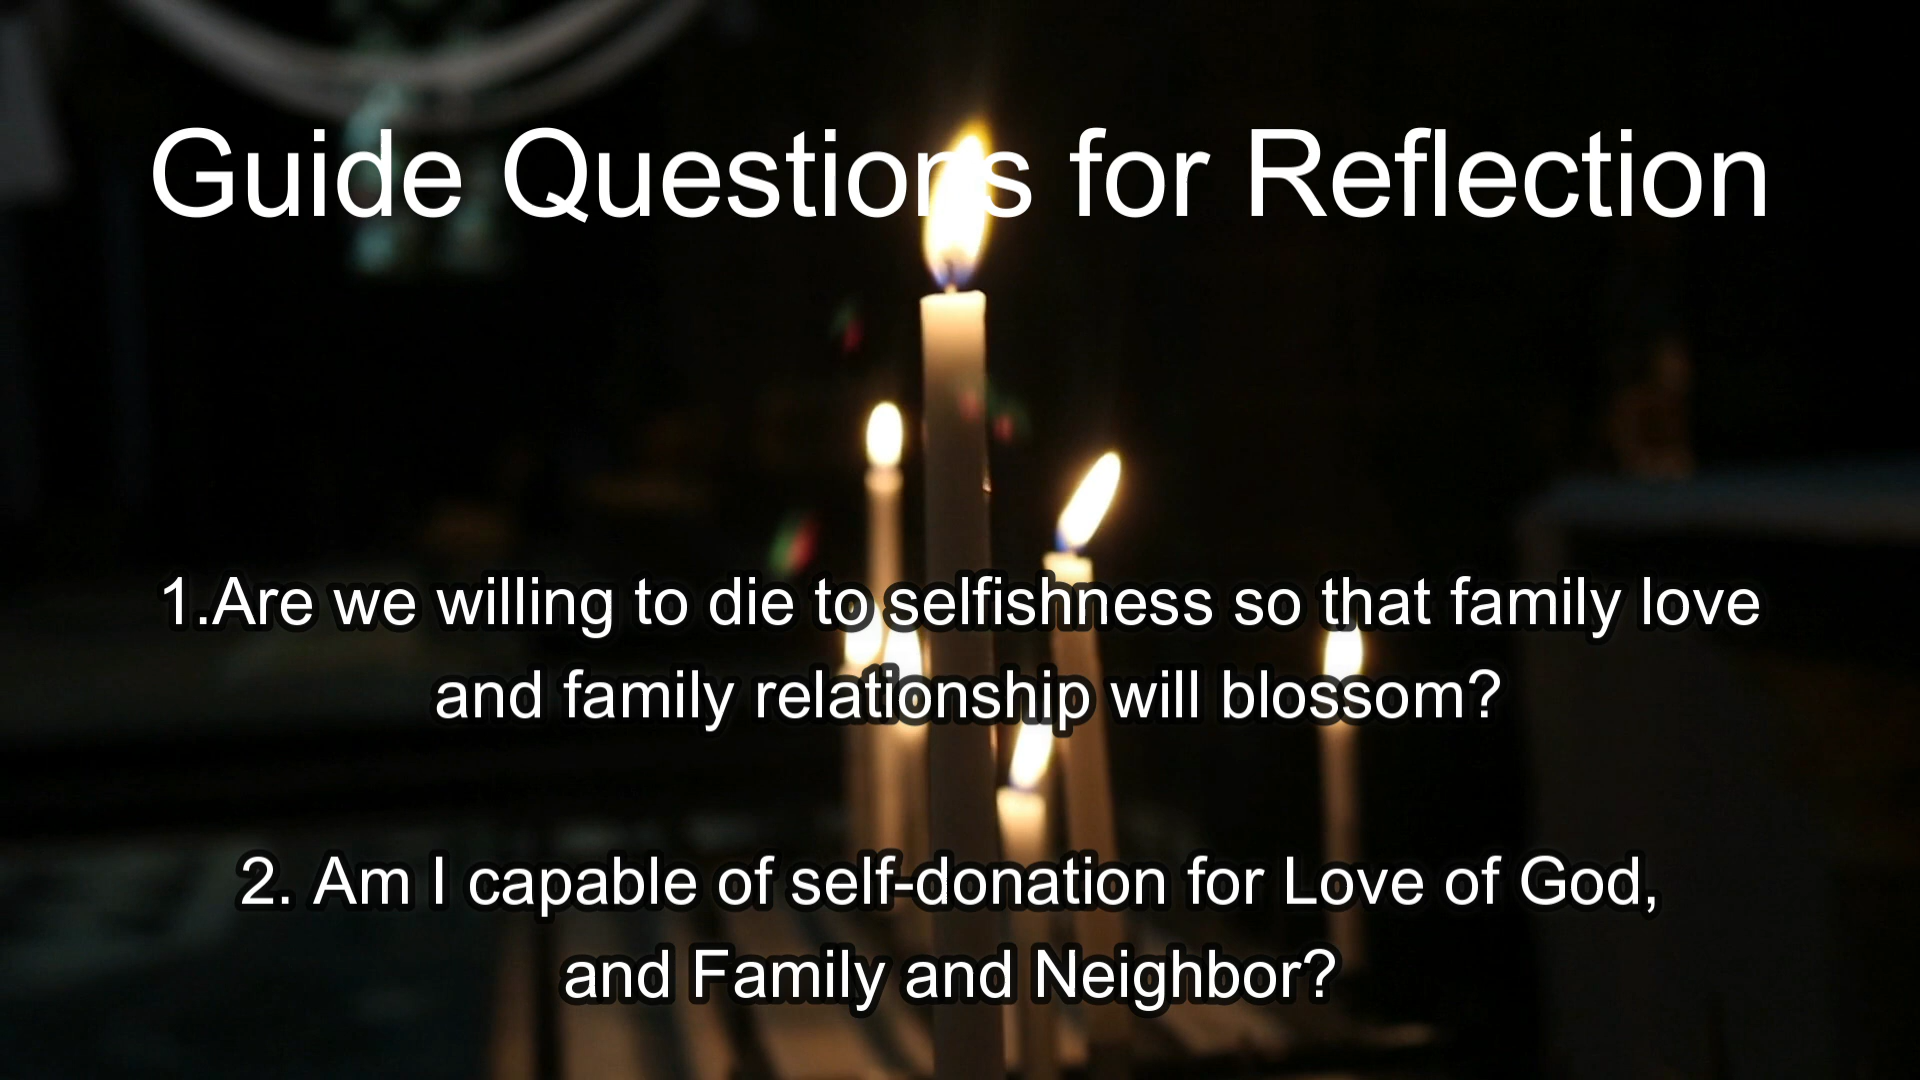 Guide Questions for Reflection
1.Are we willing to die to selfishness so that family love
and family relationship will blossom?
2. Am I capable of self-donation for Love of God,
and Family and Neighbor?